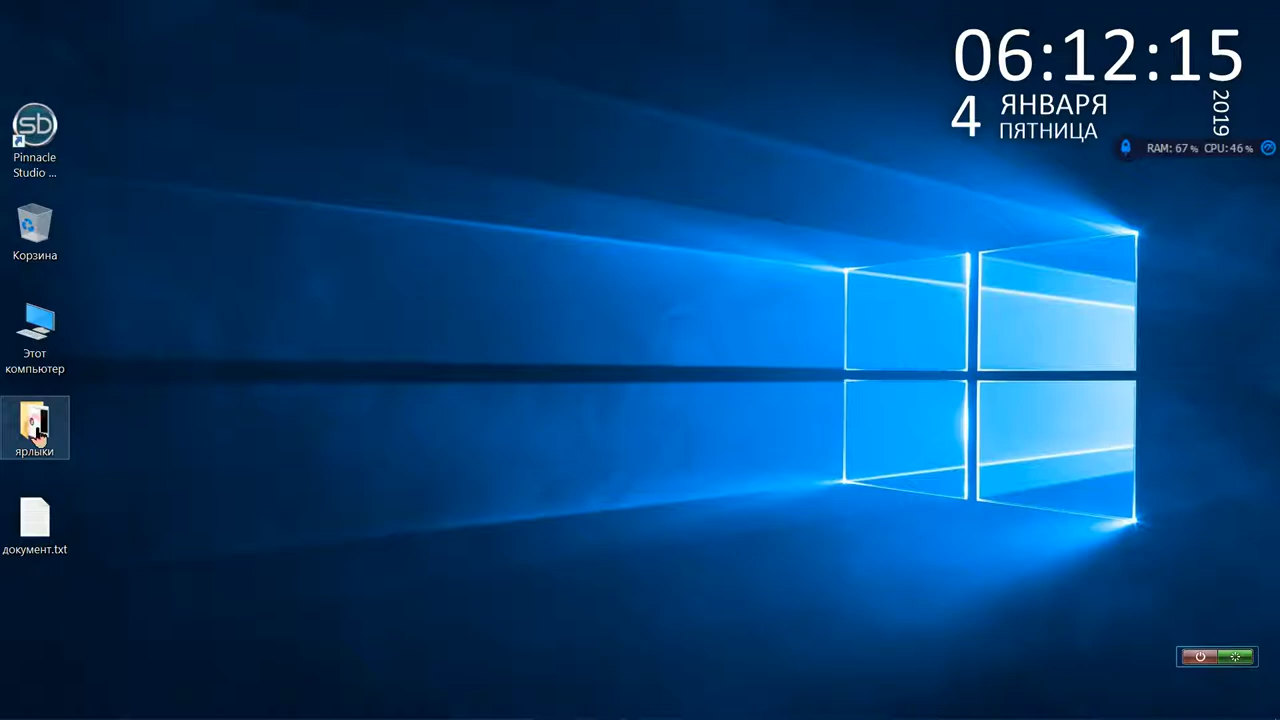 06:12:15
4
ЯНВАРЯ
ПЯТНИЦА
2019
RAM: 67 % CPU: 46 %
sb
Pinnacle
Studio ...
Корзина
Этот
компьютер
ярлыки
документ.txt